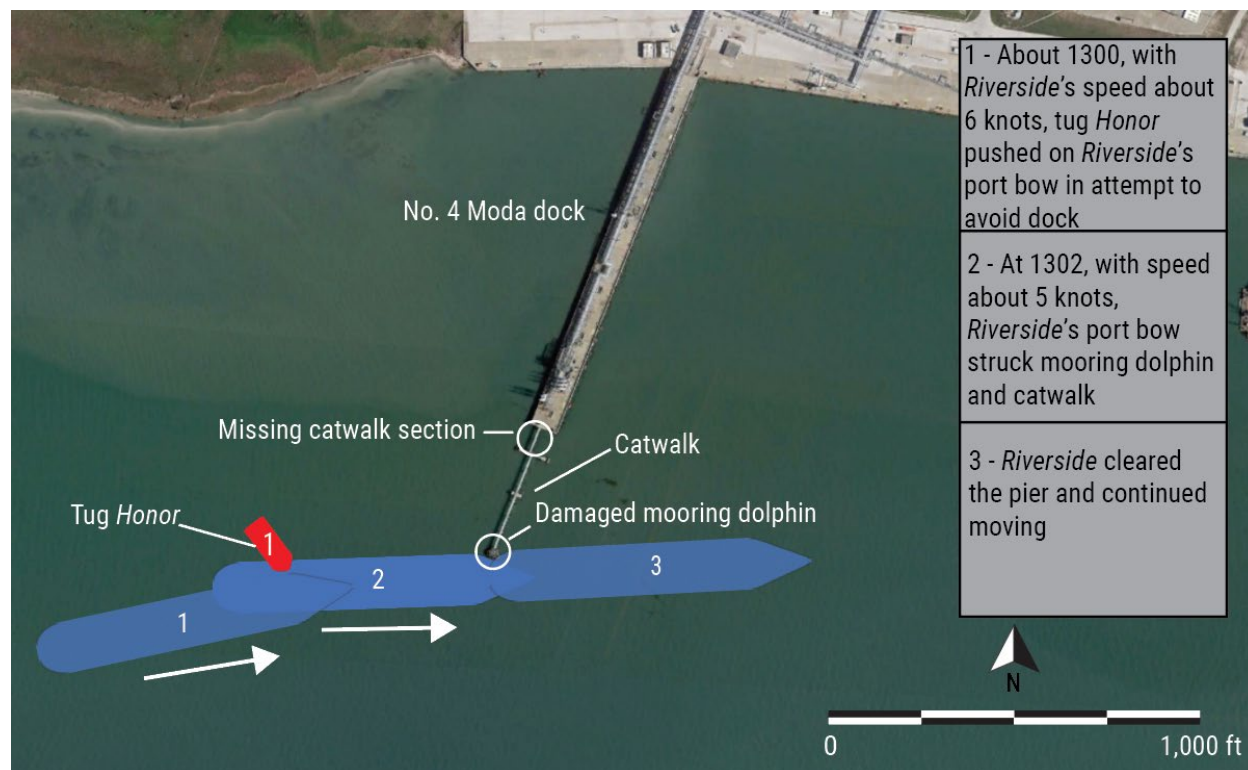 1 - About 1300, with
Riverside's speed about
6 knots, tug Honor
pushed on Riverside's
port bow in attempt to
avoid dock
2 - At 1302, with speed
about 5 knots,
Riverside's port bow
struck mooring dolphin
and catwalk
3 - Riverside cleared
the pier and continued
moving
No. 4 Moda dock
Missing catwalk section
Catwalk
Tug Honor
Damaged mooring dolphin
1
2
3
1
N
0
1,000 ft